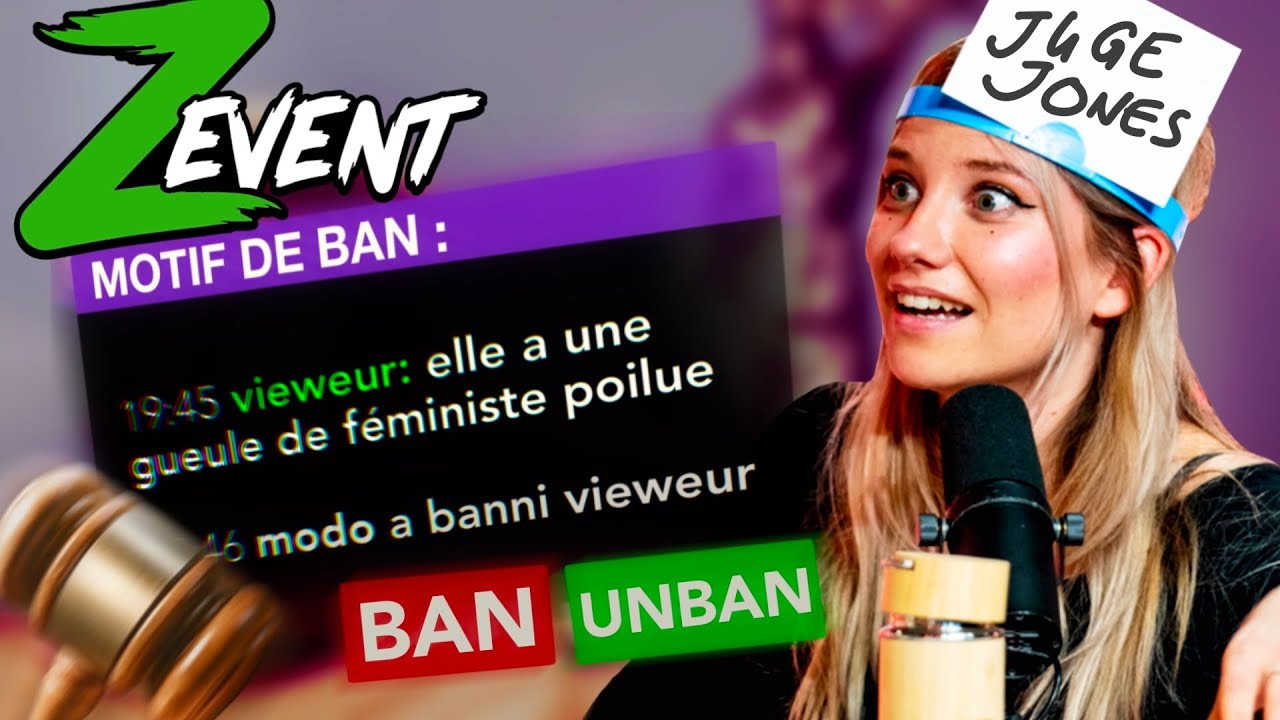 ZEVENT
JUGE
JONES
MOTIF DE BAN :
19:45 vieweur: elle a une
gueule de féministe poilue
46 modo a banni vieweur
BAN
UNBAN